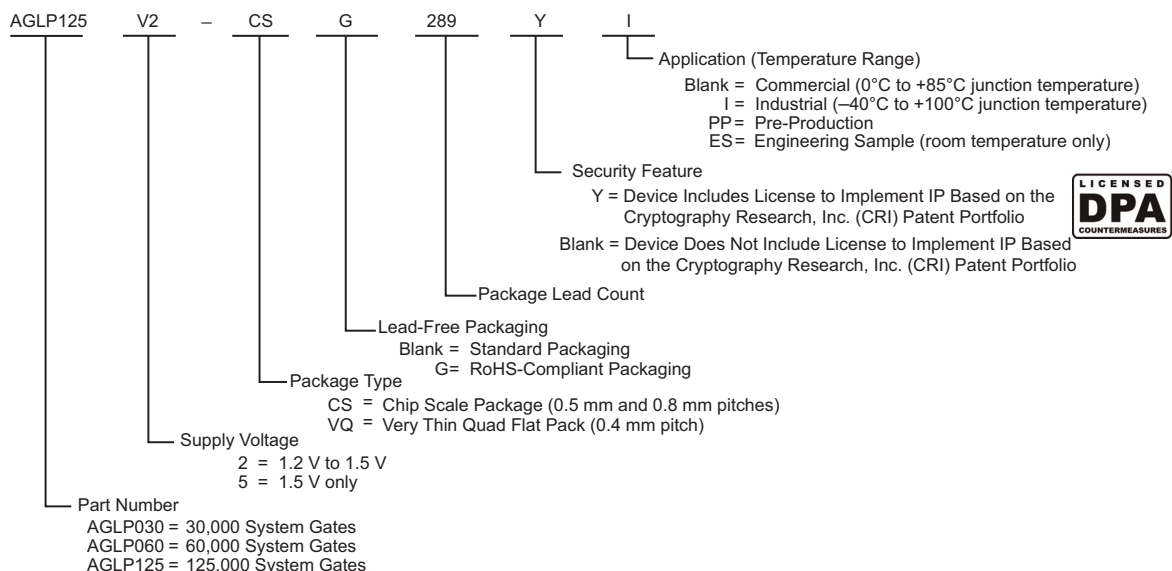 AGLP125 V2 – CS G 289 Y I
Application (Temperature Range)
Blank = Commercial (0°C to +85°C junction temperature)
I = Industrial (–40°C to +100°C junction temperature)
PP = Pre-Production
ES = Engineering Sample (room temperature only)
Security Feature
Y = Device Includes License to Implement IP Based on the
Cryptography Research, Inc. (CRI) Patent Portfolio
Blank = Device Does Not Include License to Implement IP Based
on the Cryptography Research, Inc. (CRI) Patent Portfolio
LICENSED
DPA
COUNTERMEASURES
Package Lead Count
Lead-Free Packaging
Blank = Standard Packaging
G= RoHS-Compliant Packaging
Package Type
CS = Chip Scale Package (0.5 mm and 0.8 mm pitches)
VQ = Very Thin Quad Flat Pack (0.4 mm pitch)
Supply Voltage
2 = 1.2 V to 1.5 V
5 = 1.5 V only
Part Number
AGLP030 = 30,000 System Gates
AGLP060 = 60,000 System Gates
AGLP125 = 125,000 System Gates